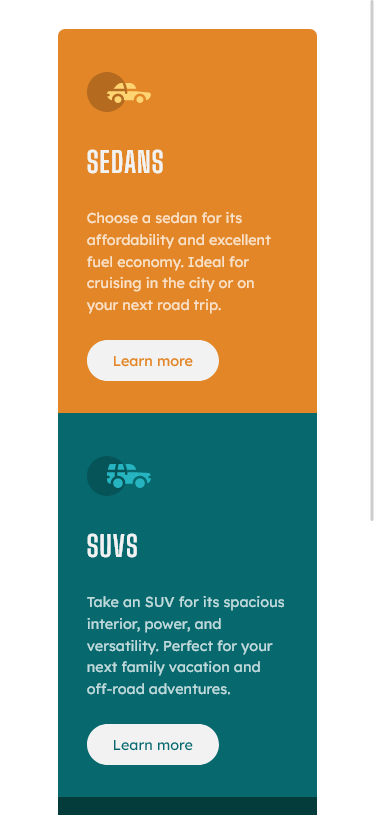 SEDANS
Choose a sedan for its
affordability and excellent
fuel economy. Ideal for
cruising in the city or on
your next road trip.
Learn more
SUVS
Take an SUV for its spacious
interior, power, and
versatility. Perfect for your
next family vacation and
off-road adventures.
Learn more